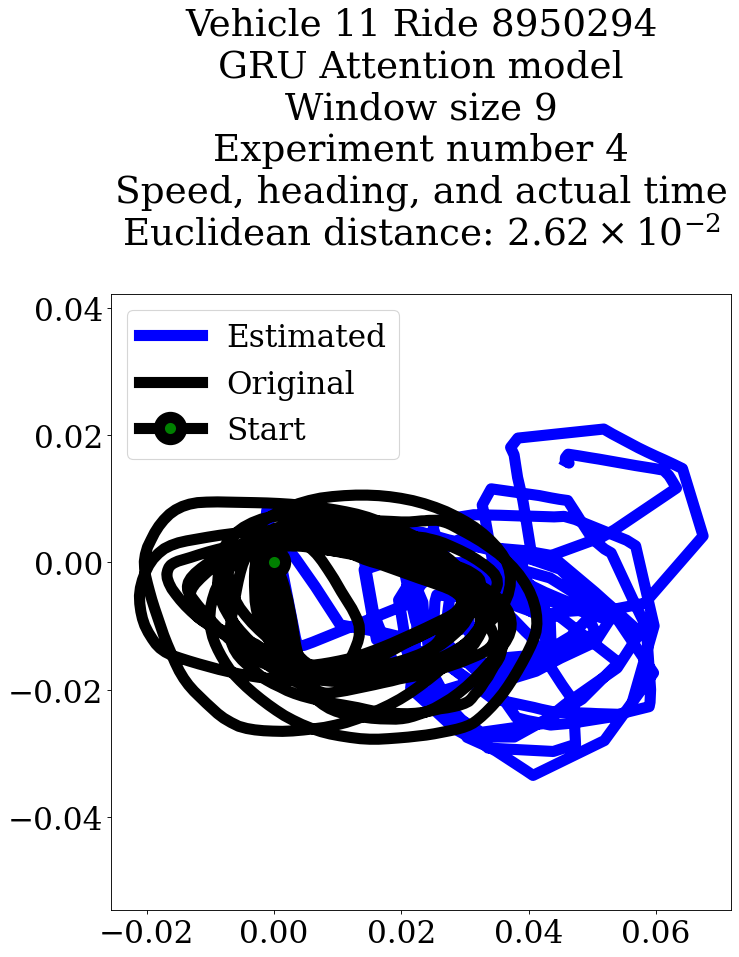 Vehicle 11 Ride 8950294
GRU Attention model
Window size 9
Experiment number 4
Speed, heading, and actual time
Euclidean distance: 2.62 × 10⁻²
0.04
Estimated
Original
Start
0.02
0.00
−0.02
−0.04
−0.02 0.00 0.02 0.04 0.06